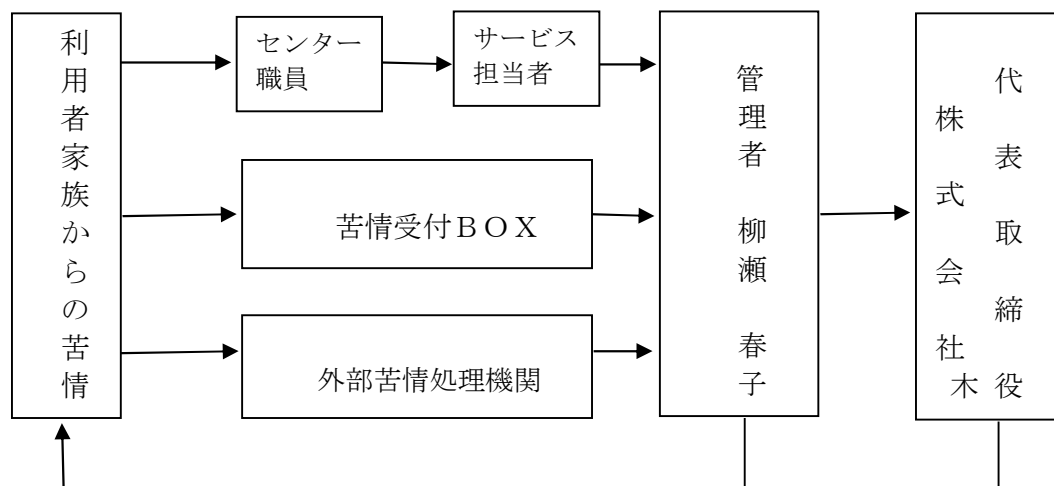 利用者家族からの苦情
センター
職員
サービス
担当者
苦情受付ＢＯＸ
外部苦情処理機関
管理者　柳瀬　春子
代表取締役
株式会社木